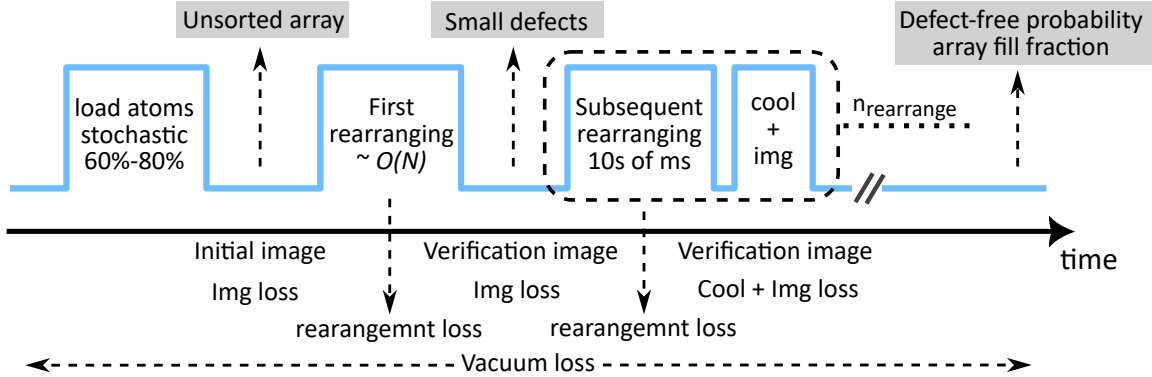 Unsorted array
Small defects
Defect-free probability
array fill fraction
load atoms
stochastic
60%-80%
First
rearranging
~ O(N)
Subsequent
rearranging
10s of ms
cool
+
img
nrearrange
time
Initial image
Img loss
Verification image
Img loss
Verification image
Cool + Img loss
rearangemnt loss
rearangemnt loss
Vacuum loss